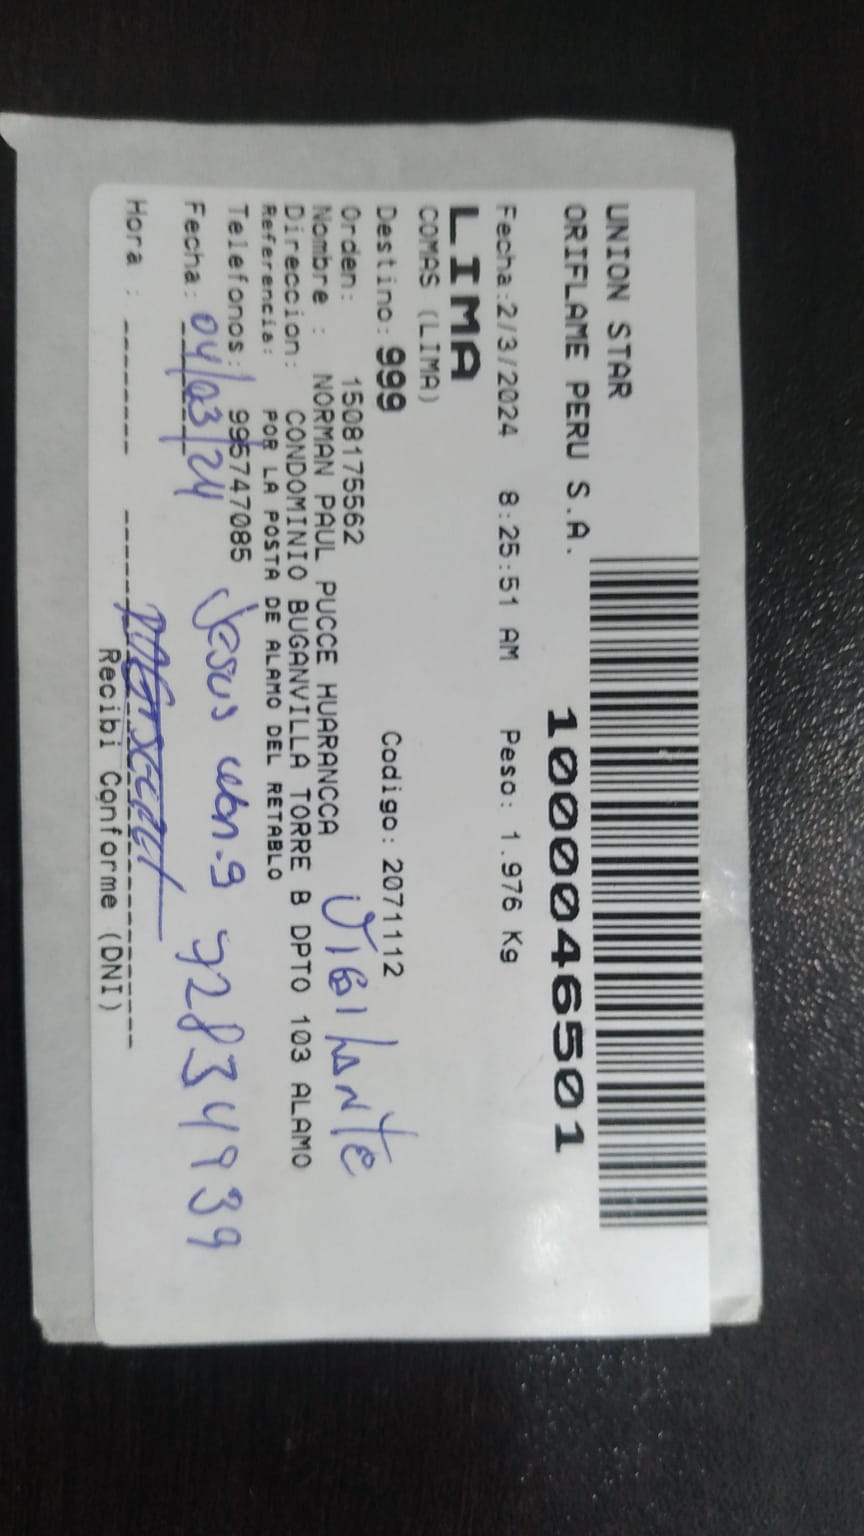 UNION STAR
ORIFLAME PERU S.A.
1000046501
Fecha:2/3/2024 8:25:51 AM Peso: 1.976 Kg
LIMA
COMAS (LIMA)
Destino: 999 Codigo: 2071112
Orden: 1508175562
Nombre : NORMAN PAUL PUCCE HUARANCCA
Vigilante
Direccion: CONDOMINIO BUGANVILLA TORRE B DPTO 103 ALAMO
Referencia: POR LA POSTA DE ALAMO DEL RETABLO
Telefonos: 995747085
Fecha: 04/03/24 Jesus 92834939
Hora : -------
Recibi Conforme (DNI)